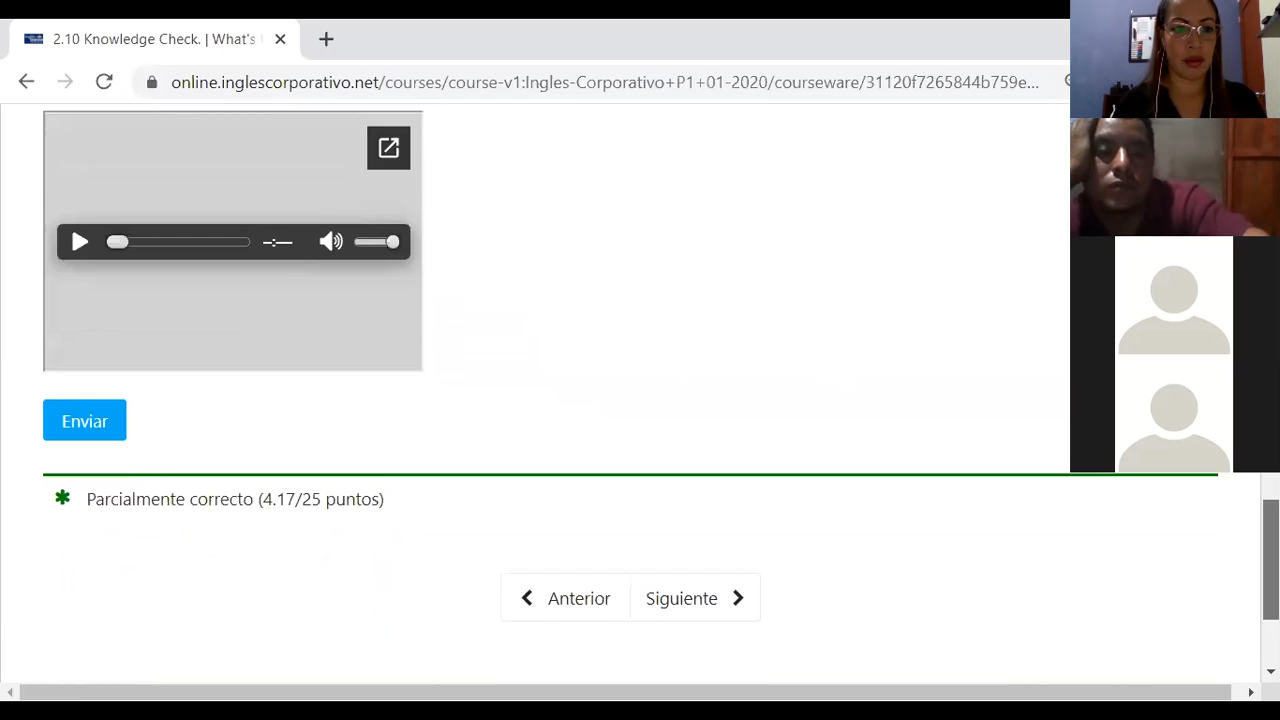 2.10 Knowledge Check. | What's
online.inglescorporativo.net/courses/course-v1:Ingles-Corporativo+P1+01-2020/courseware/31120f7265844b759e...
-:--
Enviar
Parcialmente correcto (4.17/25 puntos)
Anterior
Siguiente